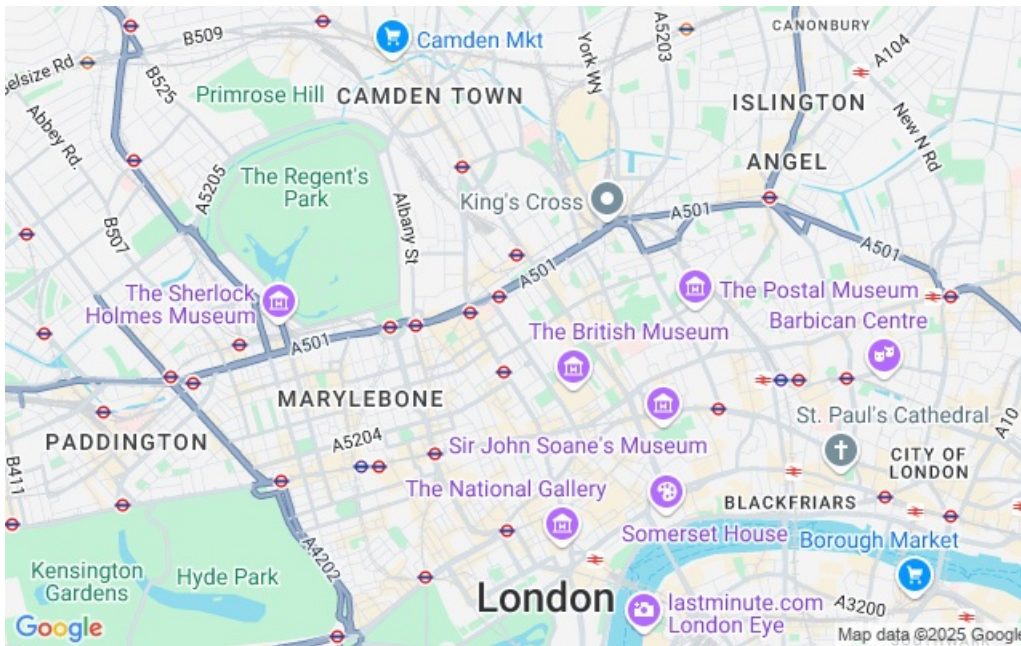 B509
Camden Mkt
York Wy
A5203
CANONBURY
A104
elsize Rd
B525
Primrose Hill
CAMDEN TOWN
ISLINGTON
New N Rd
Abbey Rd.
A5205
The Regent's
Park
ANGEL
Albany St
King's Cross
A501
B507
A501
A501
The Sherlock
Holmes Museum
The Postal Museum
The British Museum
Barbican Centre
A501
MARYLEBONE
St. Paul's Cathedral
A10
PADDINGTON
A5204
Sir John Soane's Museum
CITY OF
LONDON
B411
The National Gallery
BLACKFRIARS
Somerset House
Borough Market
A4202
Kensington
Gardens
Hyde Park
London
lastminute.com
London Eye
A3200
Google
Map data ©2025 Google